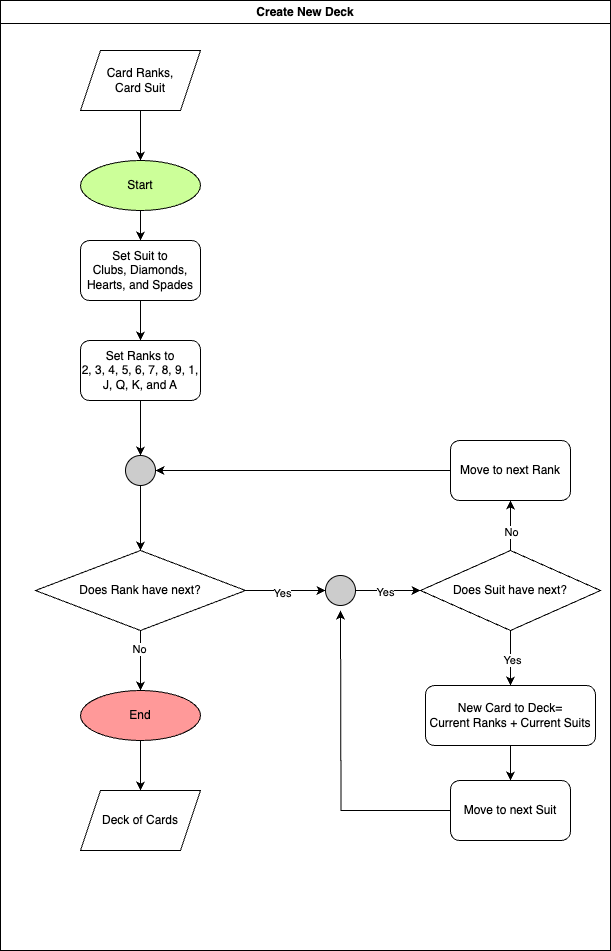 Create New Deck
Card Ranks,
Card Suit
Start
Set Suit to
Clubs, Diamonds,
Hearts, and Spades
Set Ranks to
2, 3, 4, 5, 6, 7, 8, 9, 1,
J, Q, K, and A
Move to next Rank
No
Does Rank have next?
Yes
Yes
Does Suit have next?
No
Yes
End
New Card to Deck=
Current Ranks + Current Suits
Deck of Cards
Move to next Suit